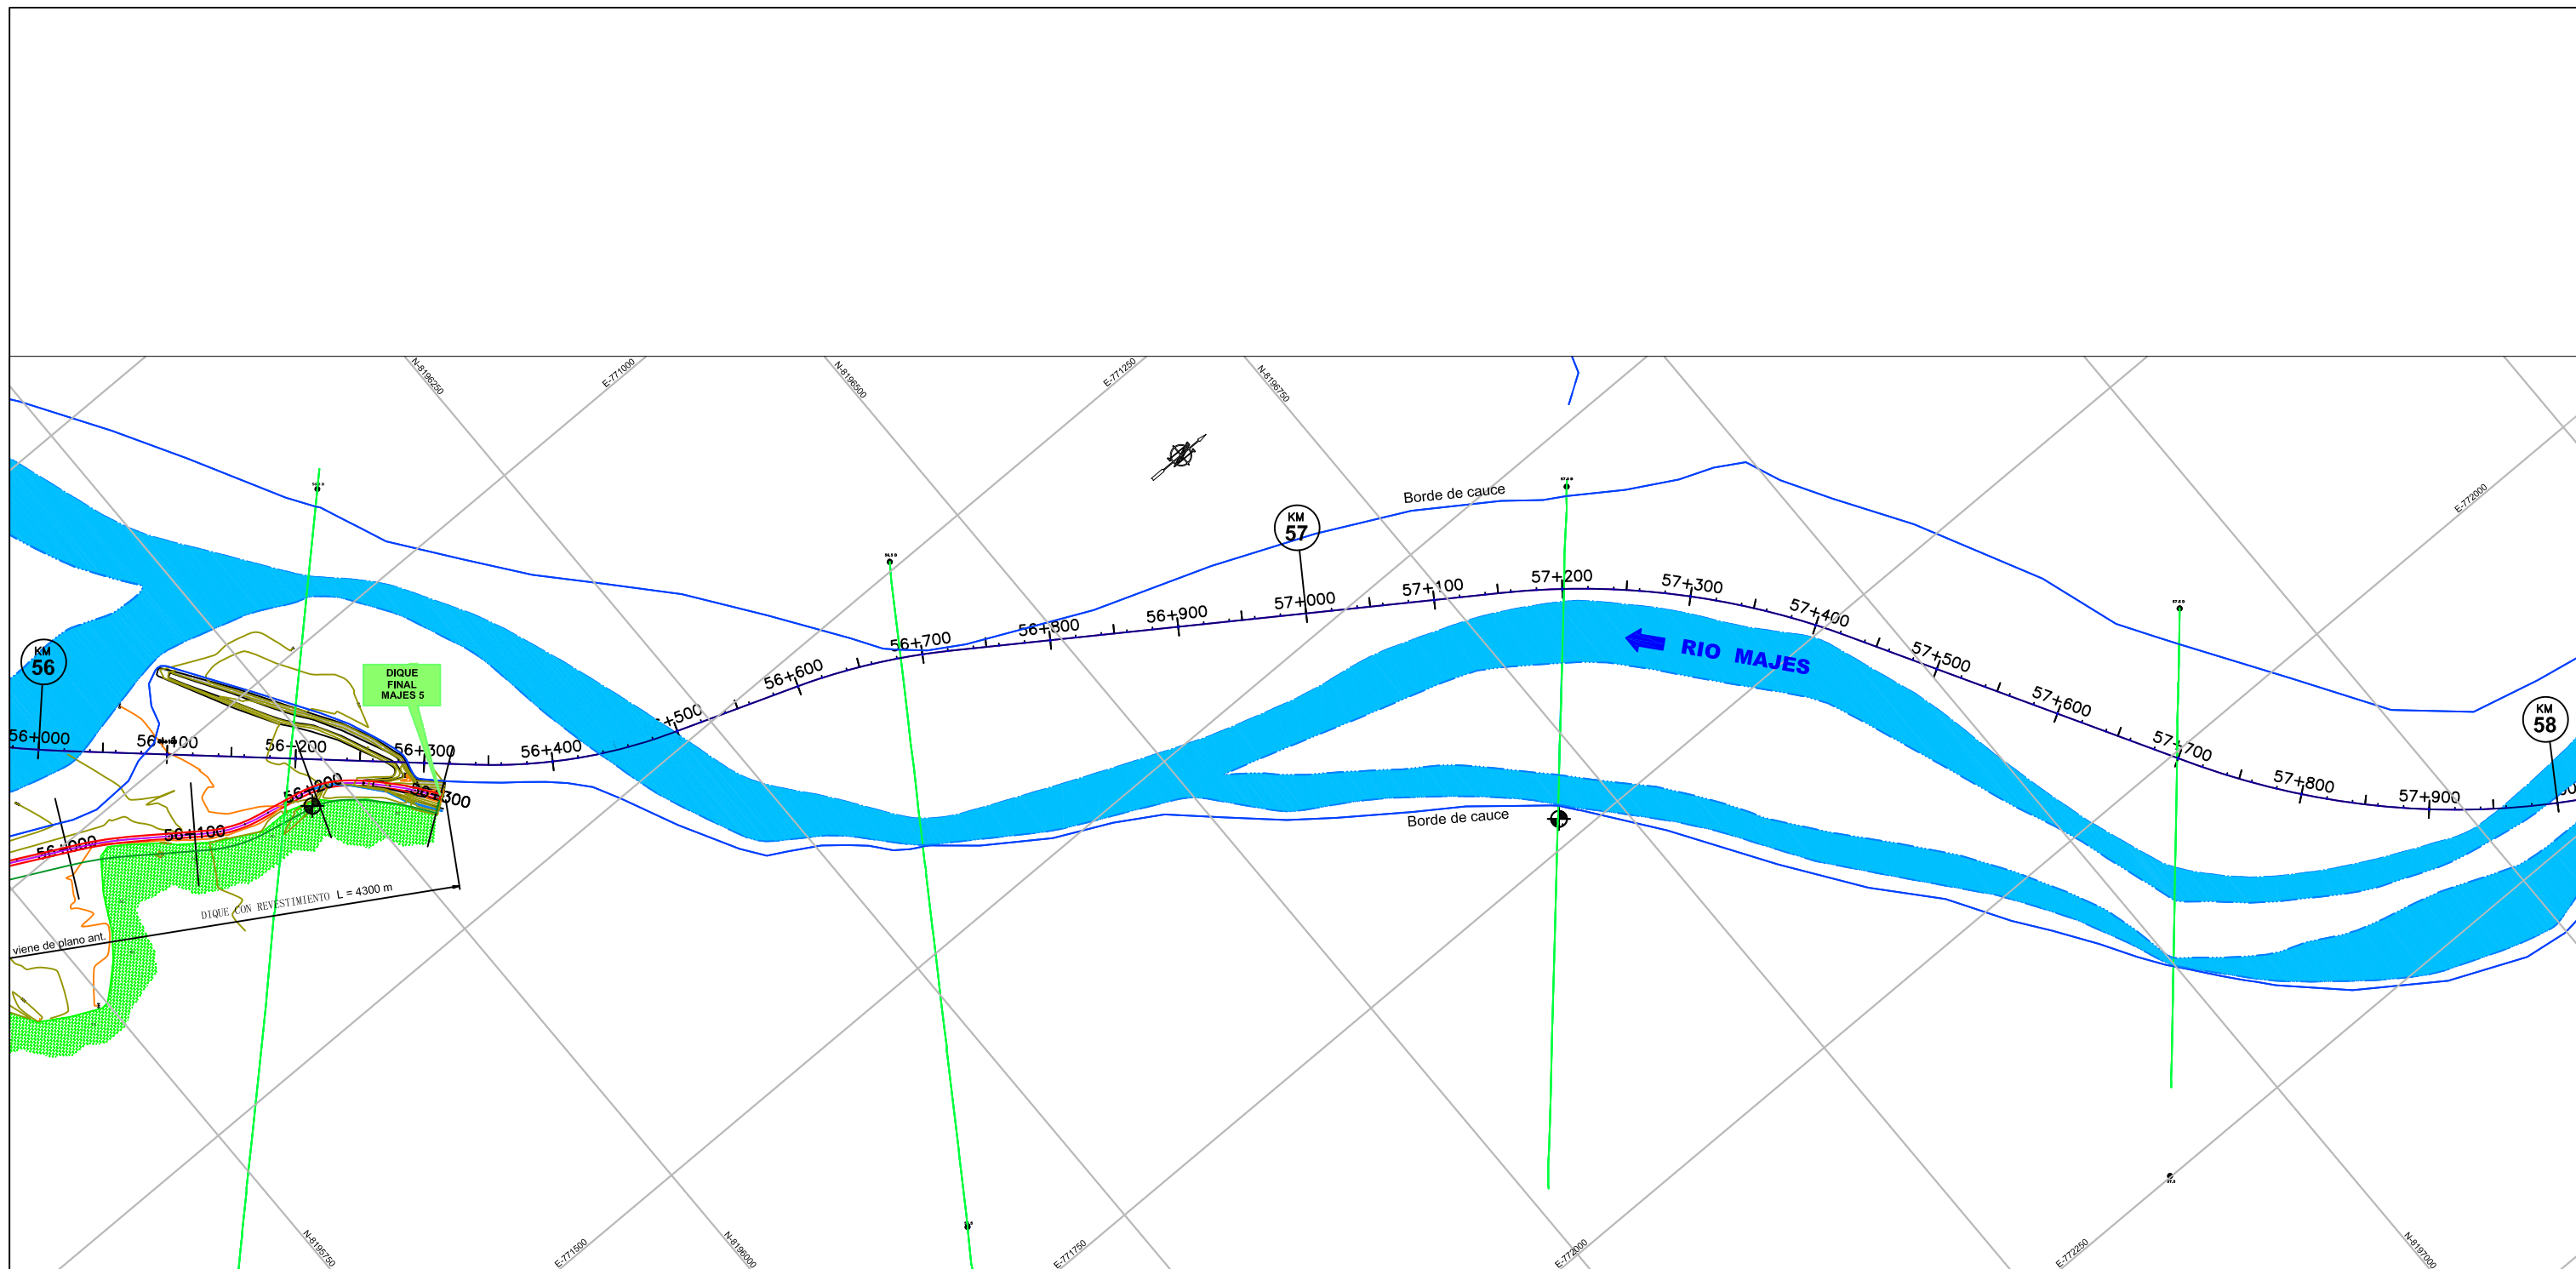 N-8196250
E-771000
N-8196500
E-771250
N-8196750
E-772000
Borde de cauce
KM
57
57+000
57+100
57+200
57+300
57+400
57+500
57+600
57+700
57+800
57+900
RIO MAJES
56+900
56+800
56+700
56+600
+500
56+400
56+300
56+200
56+100
56+000
KM
56
KM
58
DIQUE
FINAL
MAJES 5
56+200
56+300
56+100
56+000
Borde de cauce
DIQUE CON REVESTIMIENTO L = 4300 m
viene de plano ant.
N-8195750
E-771500
N-8196000
E-771750
E-772000
E-772250
N-819700